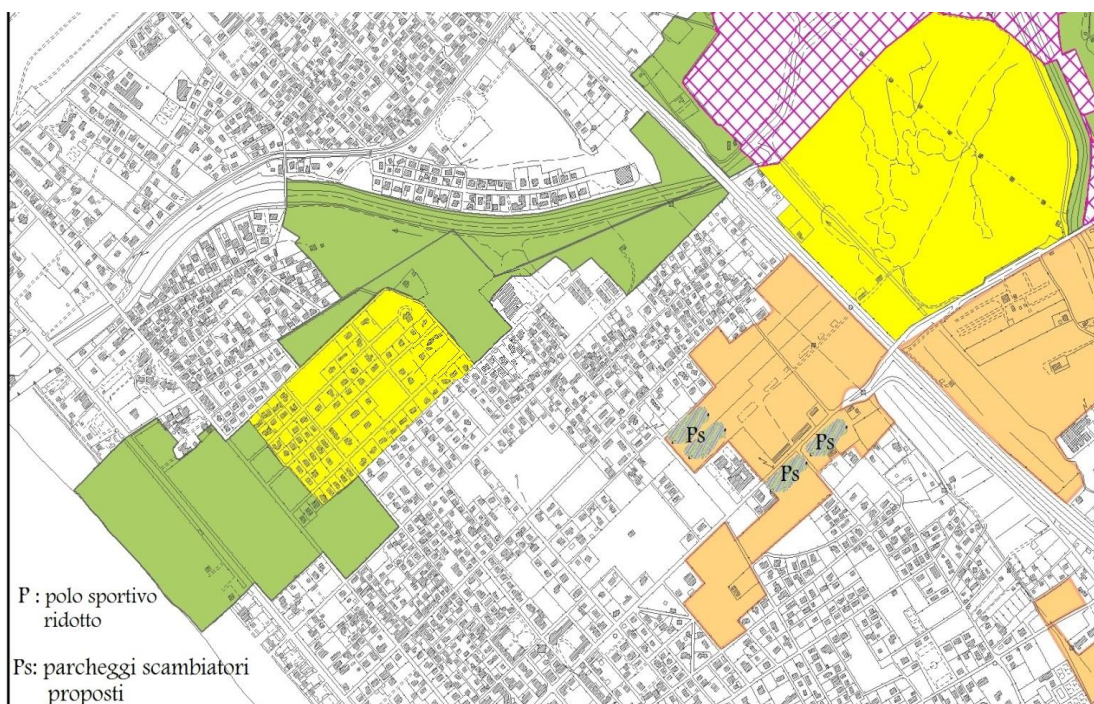 Ps
Ps
Ps
P : polo sportivo
ridotto
Ps: parcheggi scambiatori
proposti